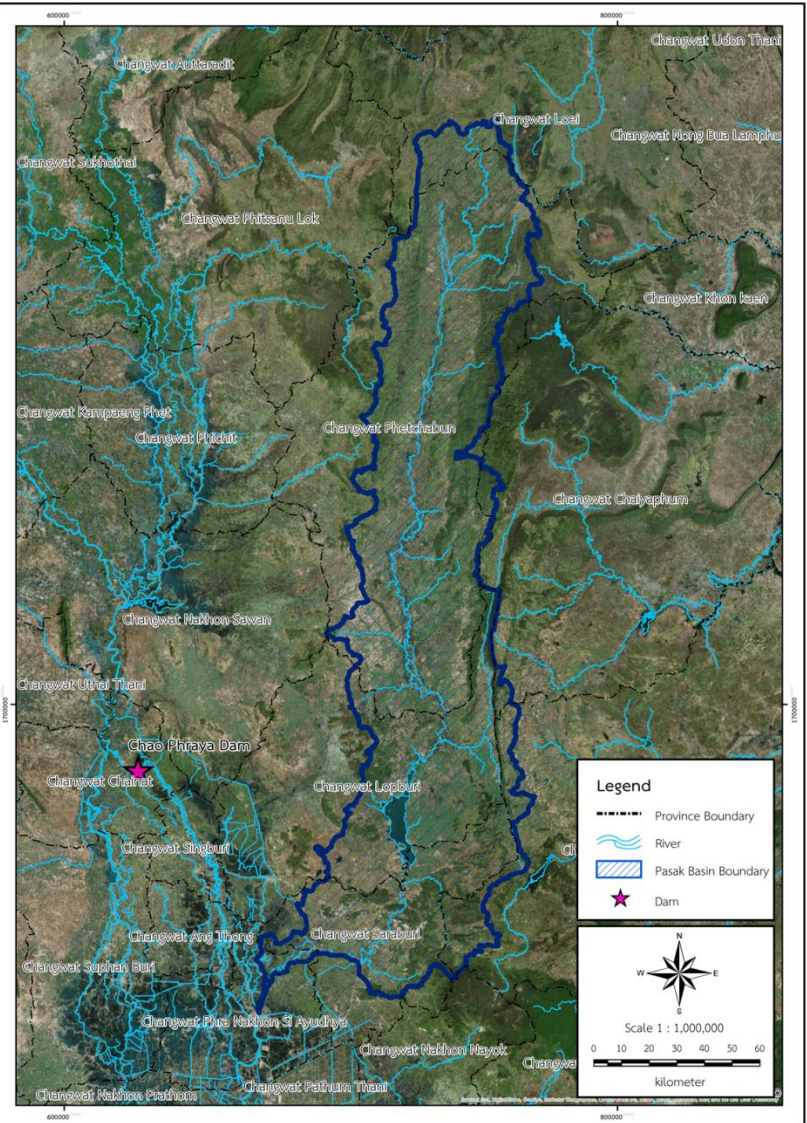 600000
800000
Changwat Udon Thani
Changwat Auttaradit
Changwat Loei
Changwat Nong Bua Lamphu
Changwat Sukhothai
Changwat Phitsanu Lok
Changwat Khon kaen
Changwat Kampaeng Phet
Changwat Phetchabun
Changwat Phichit
Changwat Chaiyaphum
Changwat Nakhon Sawan
Changwat Uthai Thani
1700000
1700000
Chao Phraya Dam
Changwat Chainat
Changwat Lopburi
Changwat Singburi
Changwat Ang Thong
Changwat Saraburi
Changwat Suphan Buri
Changwat Phra Nakhon Si Ayudhya
Changwat Nakhon Nayok
Changwat Pathum Thani
Changwat Nakhon Prathom
Legend
Province Boundary
River
Pasak Basin Boundary
Dam
N
W E
S
Scale 1 : 1,000,000
0 5 10 20 30 40 50 60
kilometer
600000
800000